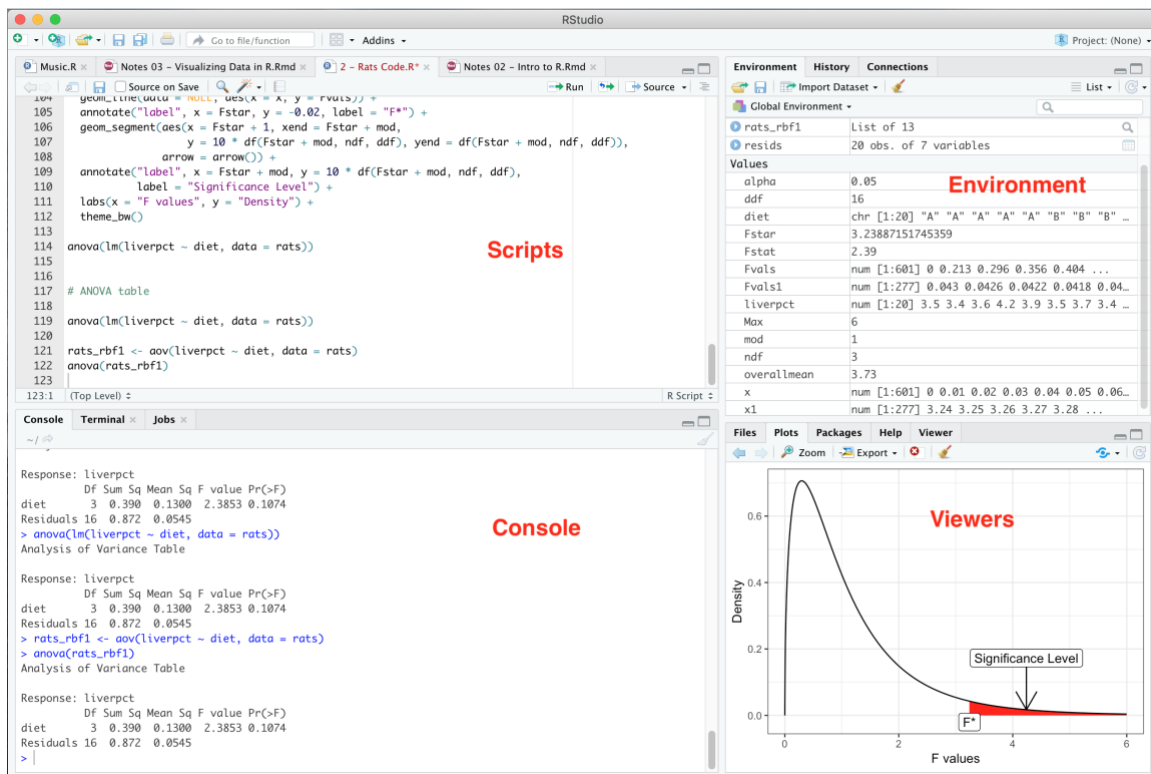 RStudio
Go to file/function
Addins
Project: (None)
Music.R
Notes 03 - Visualizing Data in R.Rmd
2 - Rats Code.R*
Notes 02 - Intro to R.Rmd
Source on Save
Run
Source
104 geom_line(data = NULL, aes(x = x, y = Fvals)) +
105 annotate("label", x = Fstar, y = -0.02, label = "F*") +
106 geom_segment(aes(x = Fstar + 1, xend = Fstar + mod,
107 y = 10 * df(Fstar + mod, ndf, ddf), yend = df(Fstar + mod, ndf, ddf)),
108 arrow = arrow()) +
109 annotate("label", x = Fstar + mod, y = 10 * df(Fstar + mod, ndf, ddf),
110 label = "Significance Level") +
111 labs(x = "F values", y = "Density") +
112 theme_bw()
113
114 anova(lm(liverpct ~ diet, data = rats))
115
116
117 # ANOVA table
118
119 anova(lm(liverpct ~ diet, data = rats))
120
121 rats_rbf1 <- aov(liverpct ~ diet, data = rats)
122 anova(rats_rbf1)
123
Scripts
123:1 (Top Level) R Script
Console Terminal Jobs
~/
Response: liverpct
Df Sum Sq Mean Sq F value Pr(>F)
diet 3 0.390 0.1300 2.3853 0.1074
Residuals 16 0.872 0.0545
> anova(lm(liverpct ~ diet, data = rats))
Analysis of Variance Table
Response: liverpct
Df Sum Sq Mean Sq F value Pr(>F)
diet 3 0.390 0.1300 2.3853 0.1074
Residuals 16 0.872 0.0545
> rats_rbf1 <- aov(liverpct ~ diet, data = rats)
> anova(rats_rbf1)
Analysis of Variance Table
Response: liverpct
Df Sum Sq Mean Sq F value Pr(>F)
diet 3 0.390 0.1300 2.3853 0.1074
Residuals 16 0.872 0.0545
>
Console
Environment History Connections
Import Dataset
List
Global Environment
rats_rbf1 List of 13
resids 20 obs. of 7 variables
Values
alpha 0.05
ddf 16
diet chr [1:20] "A" "A" "A" "A" "A" "B" "B" "B" …
Fstar 3.23887151745359
Fstat 2.39
Fvals num [1:601] 0 0.213 0.296 0.356 0.404 ...
Fvals1 num [1:277] 0.043 0.0426 0.0422 0.0418 0.04…
liverpct num [1:20] 3.5 3.4 3.6 4.2 3.9 3.5 3.7 3.4 …
Max 6
mod 1
ndf 3
overallmean 3.73
x num [1:601] 0 0.01 0.02 0.03 0.04 0.05 0.06…
x1 num [1:277] 3.24 3.25 3.26 3.27 3.28 ...
Environment
Files Plots Packages Help Viewer
Zoom Export
Viewers
Density
0.6
0.4
0.2
0.0
Significance Level
F*
0 2 4 6
F values